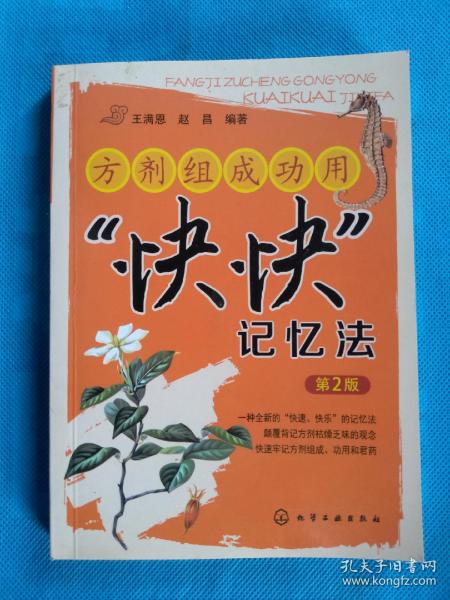 FANGJI ZUCHENG GONGYONG
KUAIKUAI JIYIFA
王满恩 赵昌 编著
方剂组成功用
“快快”
记忆法
第2版
一种全新的“快速、快乐”的记忆法
颠覆背记方剂枯燥乏味的观念
快速牢记方剂组成、功用和君药
化学工业出版社
孔夫子旧书网
www.kongfz.com